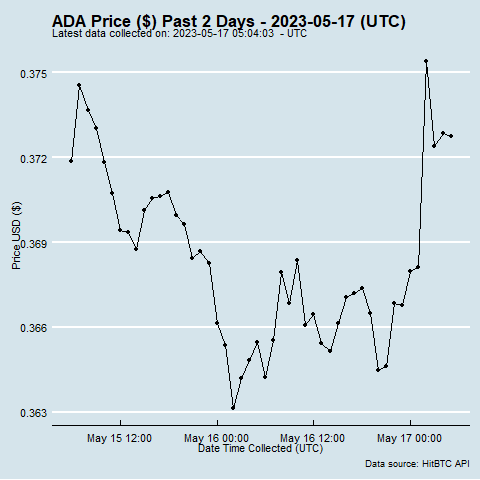 ADA Price ($) Past 2 Days - 2023-05-17 (UTC)
Latest data collected on: 2023-05-17 05:04:03 - UTC
0.375
0.372
0.369
0.366
0.363
Price USD ($)
May 15 12:00
May 16 00:00
May 16 12:00
May 17 00:00
Date Time Collected (UTC)
Data source: HitBTC API